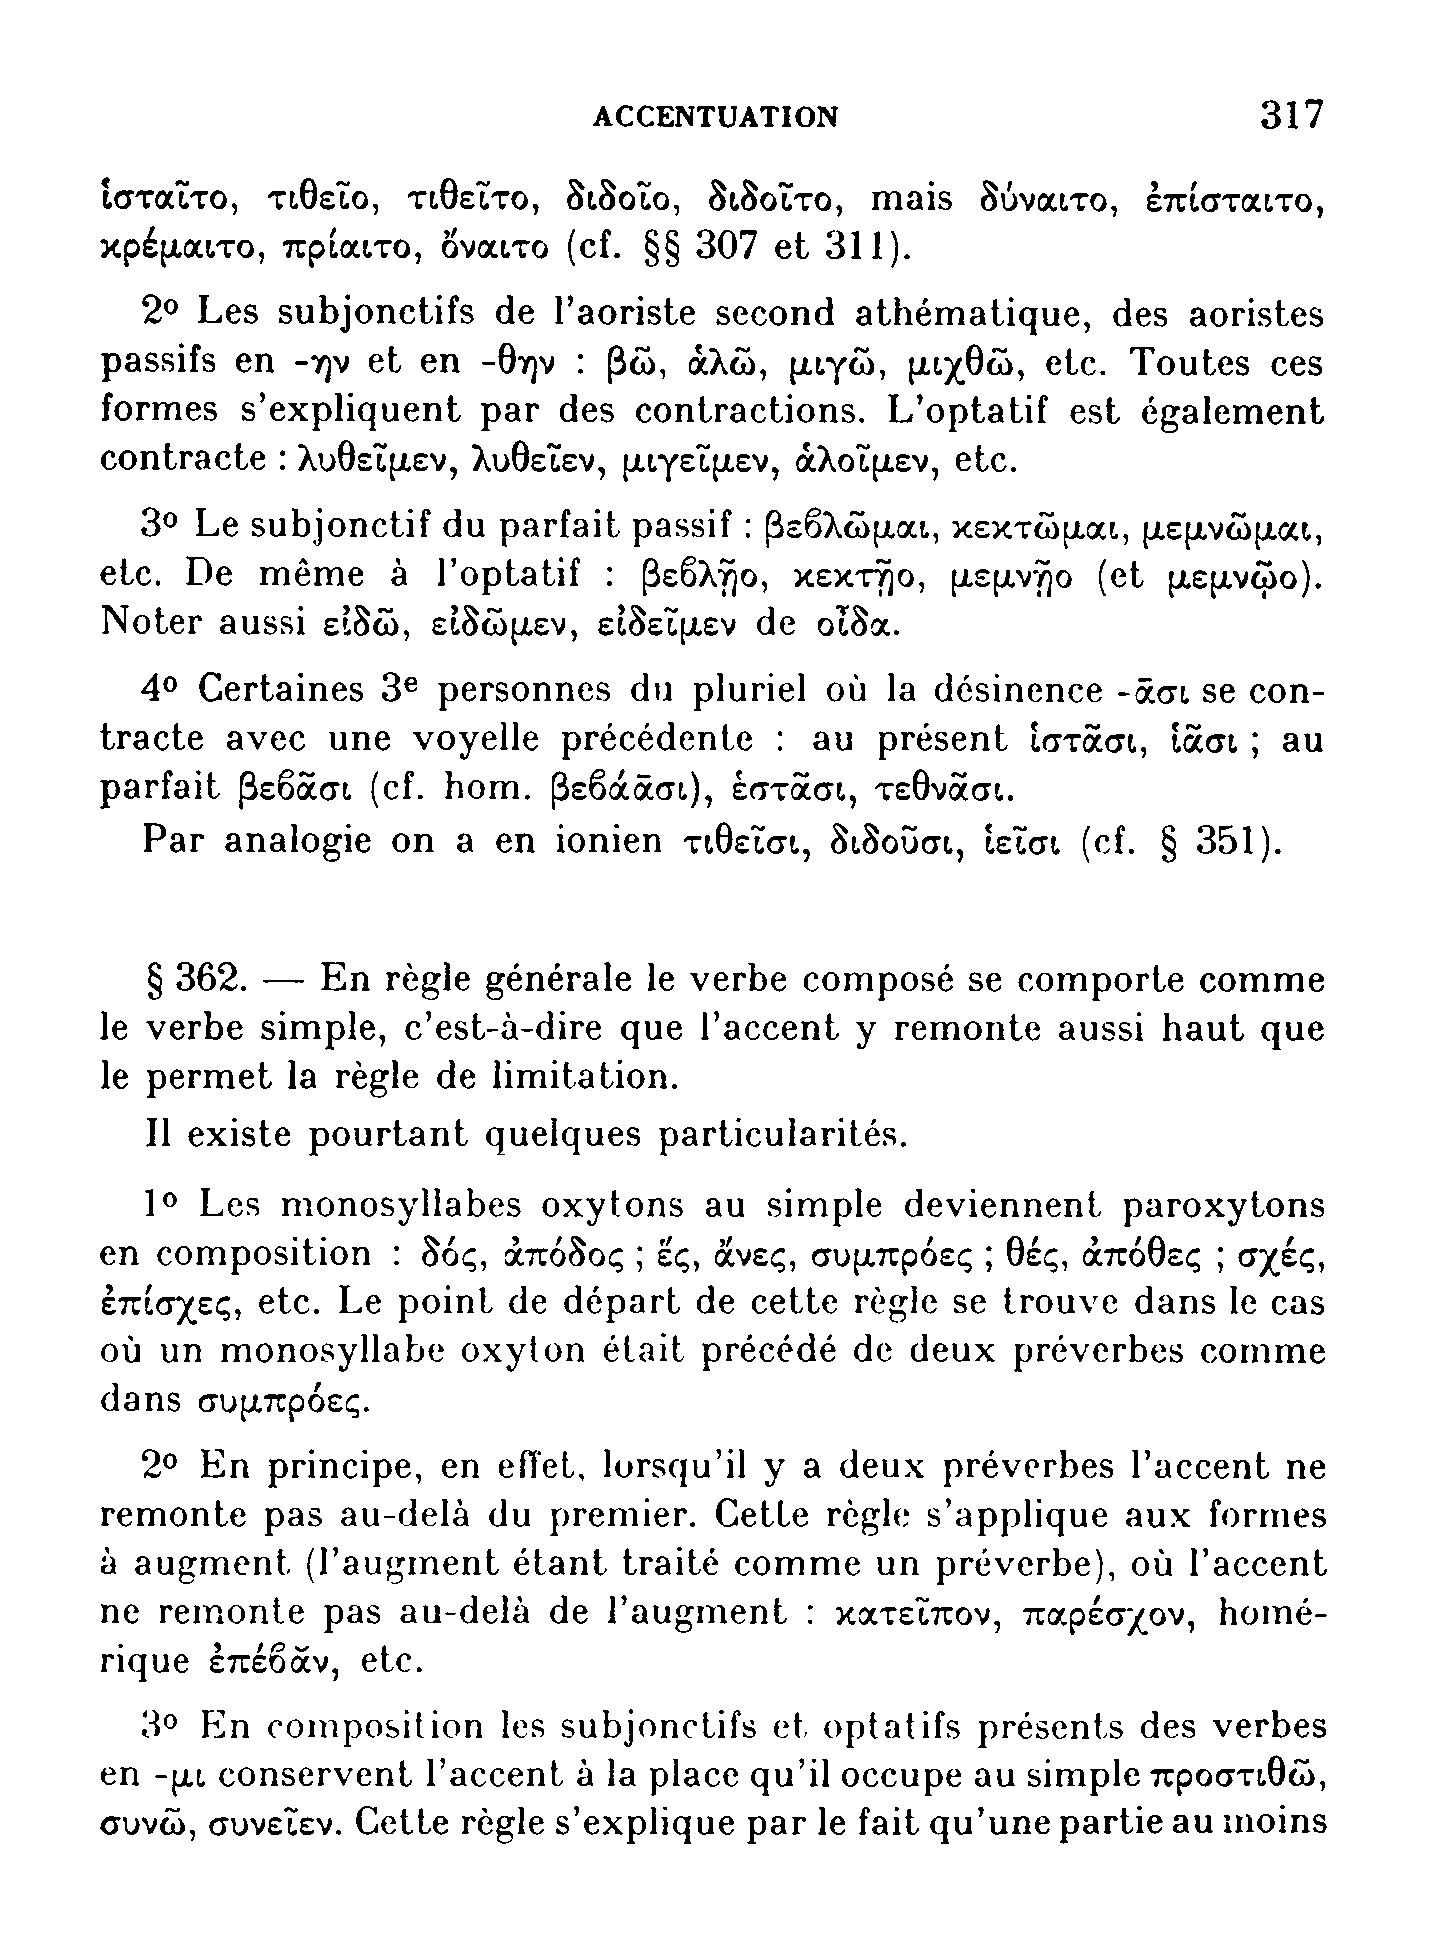 ACCENTUATION 317
ἱσταῖτο, τιθεῖο, τιθεῖτο, διδοῖο, διδοῖτο, mais δύναιτο, ἐπίσταιτο,
κρέμαιτο, πρίαιτο, ὄναιτο (cf. §§ 307 et 311).
2º Les subjonctifs de l’aoriste second athématique, des aoristes
passifs en -ην et en -θην : βῶ, ἁλῶ, μιγῶ, μιχθῶ, etc. Toutes ces
formes s’expliquent par des contractions. L’optatif est également
contracte : λυθεῖμεν, λυθεῖεν, μιγεῖμεν, ἁλοῖμεν, etc.
3º Le subjonctif du parfait passif : βεϐλῶμαι, κεκτῶμαι, μεμνῶμαι,
etc. De même à l’optatif : βεϐλῇο, κεκτῇο, μεμνῇο (et μεμνῷο).
Noter aussi εἰδῶ, εἰδῶμεν, εἰδεῖμεν de οἶδα.
4º Certaines 3e personnes du pluriel où la désinence -ᾱσι se con-
tracte avec une voyelle précédente : au présent ἱστᾶσι, ἱᾶσι ; au
parfait βεϐᾶσι (cf. hom. βεϐάᾱσι), ἑστᾶσι, τεθνᾶσι.
Par analogie on a en ionien τιθεῖσι, διδοῦσι, ἱεῖσι (cf. § 351).
§ 362. — En règle générale le verbe composé se comporte comme
le verbe simple, c’est-à-dire que l’accent y remonte aussi haut que
le permet la règle de limitation.
Il existe pourtant quelques particularités.
1º Les monosyllabes oxytons au simple deviennent paroxytons
en composition : δός, ἀπόδος ; ἕς, ἄνες, συμπρόες ; θές, ἀπόθες ; σχές,
ἐπίσχες, etc. Le point de départ de cette règle se trouve dans le cas
où un monosyllabe oxyton était précédé de deux préverbes comme
dans συμπρόες.
2º En principe, en effet, lorsqu’il y a deux préverbes l’accent ne
remonte pas au-delà du premier. Cette règle s’applique aux formes
à augment (l’augment étant traité comme un préverbe), où l’accent
ne remonte pas au-delà de l’augment : κατεῖπον, παρέσχον, homé-
rique ἐπέϐᾰν, etc.
3º En composition les subjonctifs et optatifs présents des verbes
en -μι conservent l’accent à la place qu’il occupe au simple προστιθῶ,
συνῶ, συνεῖεν. Cette règle s’explique par le fait qu’une partie au moins